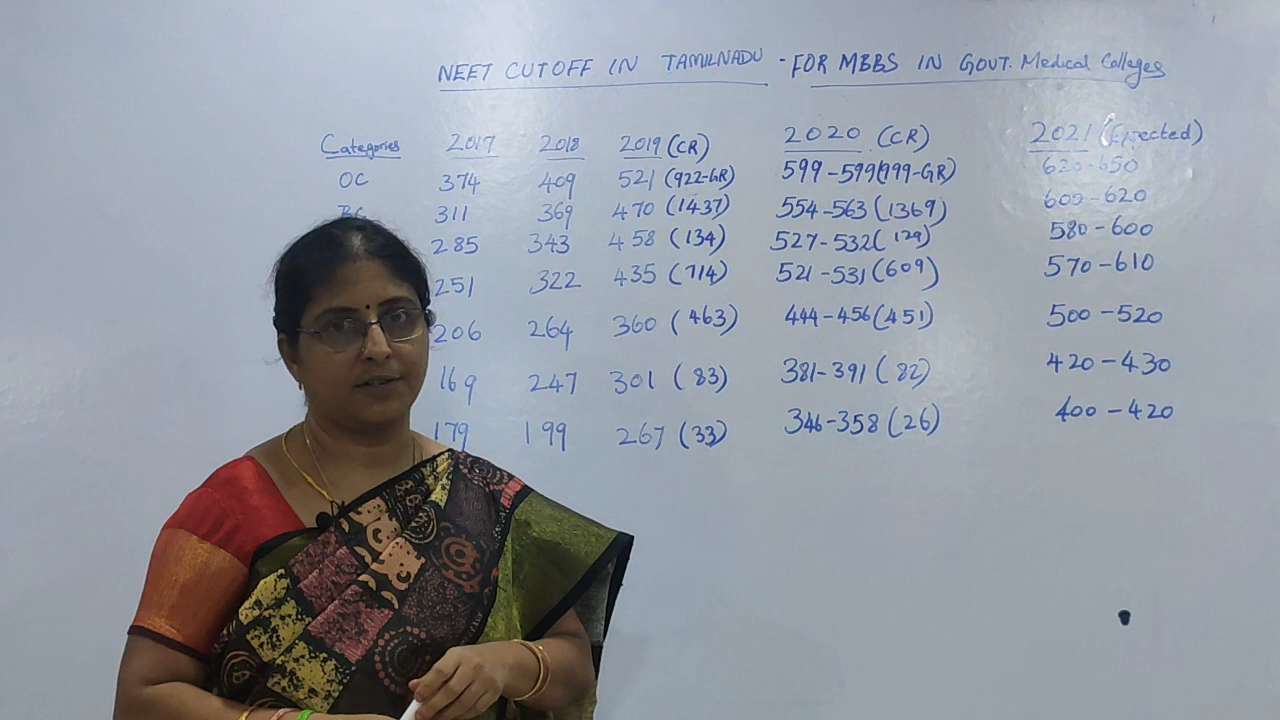 NEET CUTOFF IN TAMILNADU - FOR MBBS IN GOVT. Medical Colleges
Categories 2017 2018 2019 (CR) 2020 (CR) 2021 (Expected)
OC 374 409 521 (922-GR) 599-599(999-GR) 620-650
BC 311 369 470 (1437) 554-563 (1369) 600-620
285 343 458 (134) 527-532( 129) 580-600
251 322 435 (714) 521-531 (609) 570-610
206 264 360 (463) 444-456 (451) 500-520
169 247 301 (83) 381-391 (82) 420-430
179 199 267 (33) 346-358 (26) 400-420